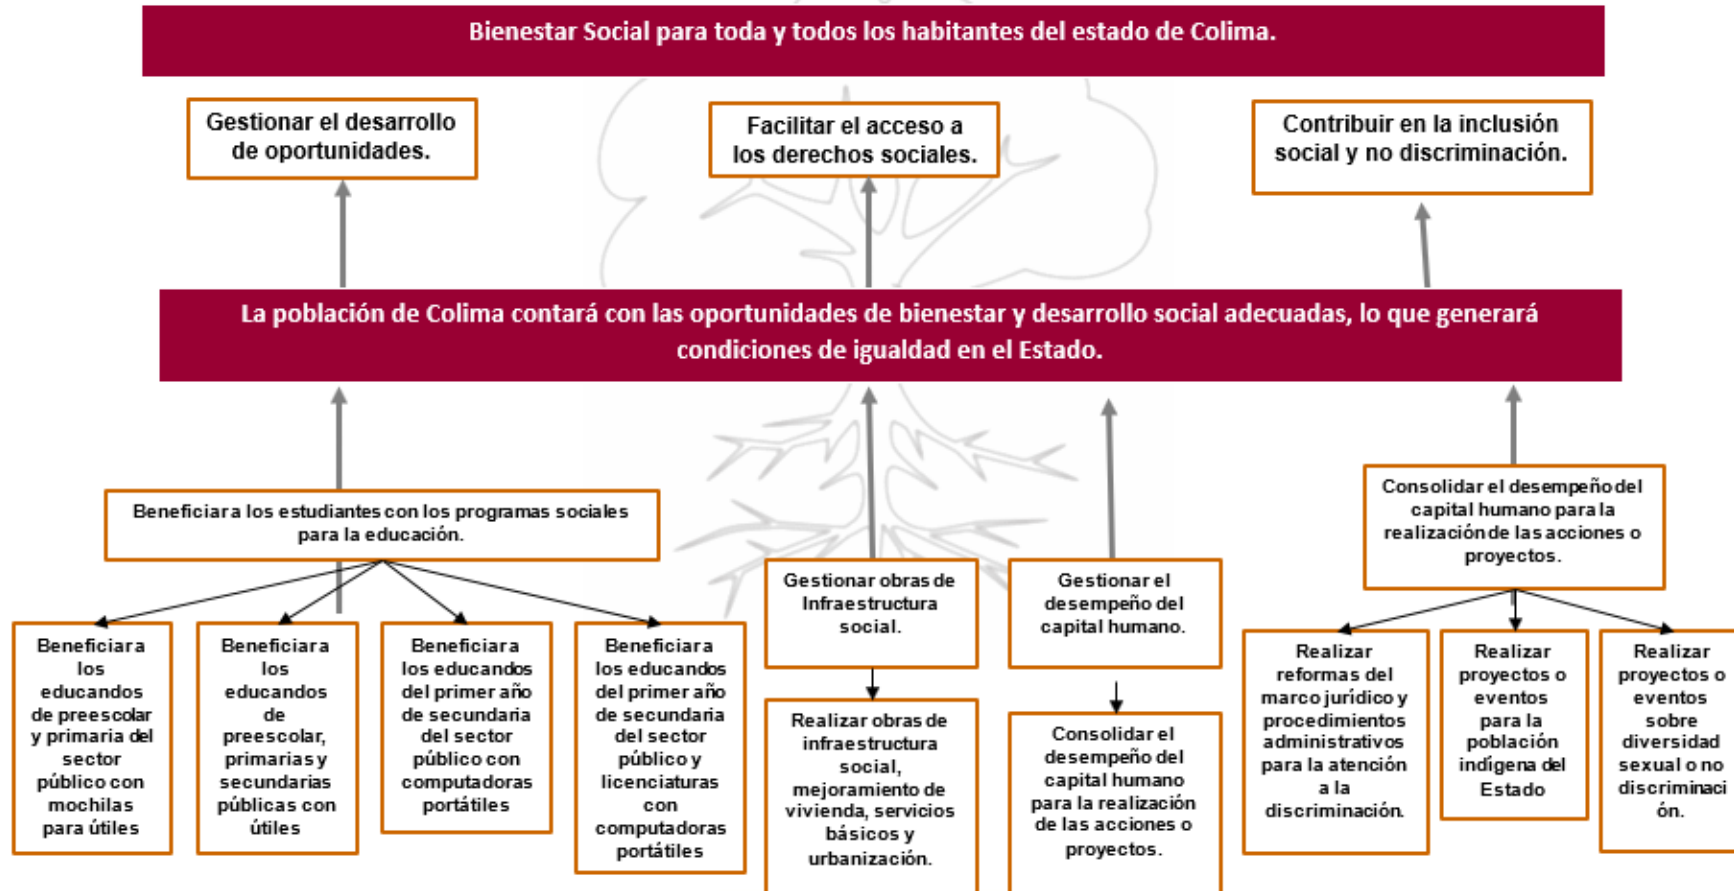 Bienestar Social para toda y todos los habitantes del estado de Colima.
Gestionar el desarrollo
de oportunidades.
Facilitar el acceso a
los derechos sociales.
Contribuir en la inclusión
social y no discriminación.
La población de Colima contará con las oportunidades de bienestar y desarrollo social adecuadas, lo que generará
condiciones de igualdad en el Estado.
Beneficiar a los estudiantes con los programas sociales
para la educación.
Gestionar obras de
Infraestructura
social.
Gestionar el
desempeño del
capital humano.
Consolidar el desempeño del
capital humano para la
realización de las acciones o
proyectos.
Beneficiar a
los
educandos
de preescolar
y primaria del
sector
público con
mochilas
para útiles
Beneficiar a
los
educandos
de
preescolar,
primarias y
secundarias
públicas con
útiles
Beneficiar a
los educandos
del primer año
de secundaria
del sector
público con
computadoras
portátiles
Beneficiar a
los educandos
del primer año
de secundaria
del sector
público y
licenciaturas
con
computadoras
portátiles
Realizar obras de
infraestructura
social,
mejoramiento de
vivienda, servicios
básicos y
urbanización.
Consolidar el
desempeño del
capital humano
para la realización
de las acciones o
proyectos.
Realizar
reformas del
marco jurídico y
procedimientos
administrativos
para la atención
a la
discriminación.
Realizar
proyectos o
eventos
para la
población
indígena del
Estado
Realizar
proyectos o
eventos
sobre
diversidad
sexual o no
discriminaci
ón.